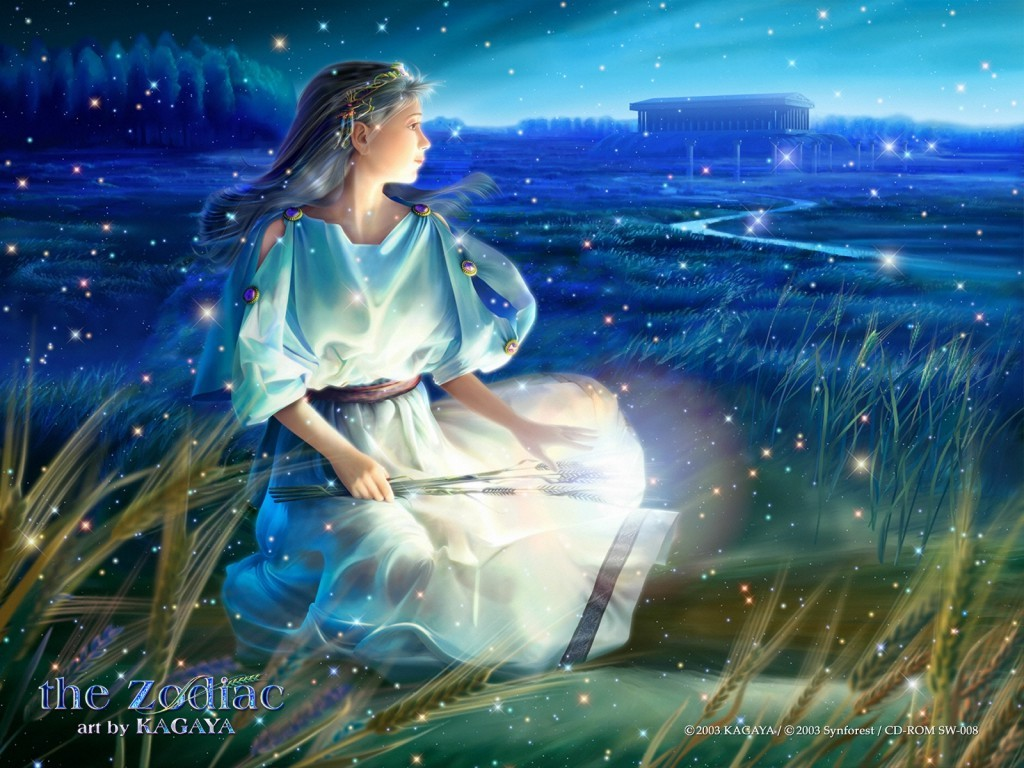 the Zodiac
art by KAGAYA
©2003 KAGAYA / ©2003 Synforest / CD-ROM SW-008